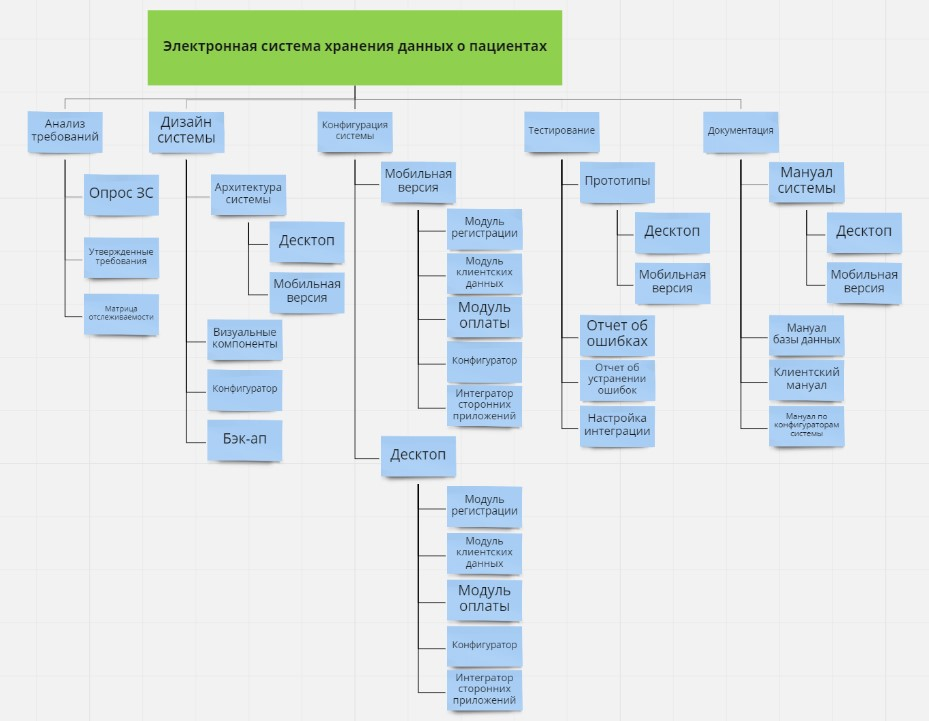 Электронная система хранения данных о пациентах
Анализ
требований
Опрос ЗС
Утвержденные
требования
Матрица
отслеживаемости
Дизайн
системы
Архитектура
системы
Десктоп
Мобильная
версия
Визуальные
компоненты
Конфигуратор
Бэк-ап
Конфигурация
системы
Мобильная
версия
Модуль
регистрации
Модуль
клиентских
данных
Модуль
оплаты
Конфигуратор
Интегратор
сторонних
приложений
Десктоп
Модуль
регистрации
Модуль
клиентских
данных
Модуль
оплаты
Конфигуратор
Интегратор
сторонних
приложений
Тестирование
Прототипы
Десктоп
Мобильная
версия
Отчет об
ошибках
Отчет об
устранении
ошибок
Настройка
интеграции
Документация
Мануал
системы
Десктоп
Мобильная
версия
Мануал
базы данных
Клиентский
мануал
Мануал по
конфигураторам
системы